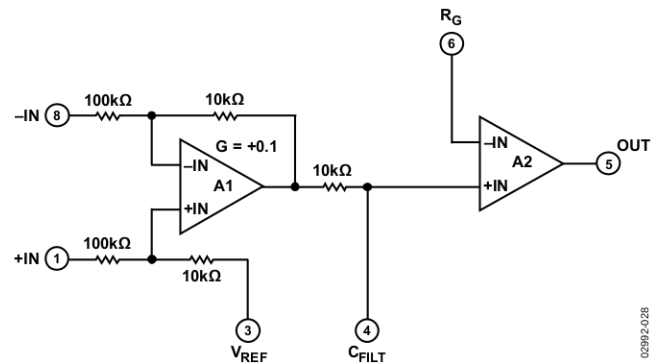 RG
6
100kΩ
10kΩ
–IN 8
G = +0.1
–IN
A1
+IN
10kΩ
–IN
A2
+IN
OUT
5
+IN 1
100kΩ
10kΩ
3
VREF
4
CFILT
02992-028